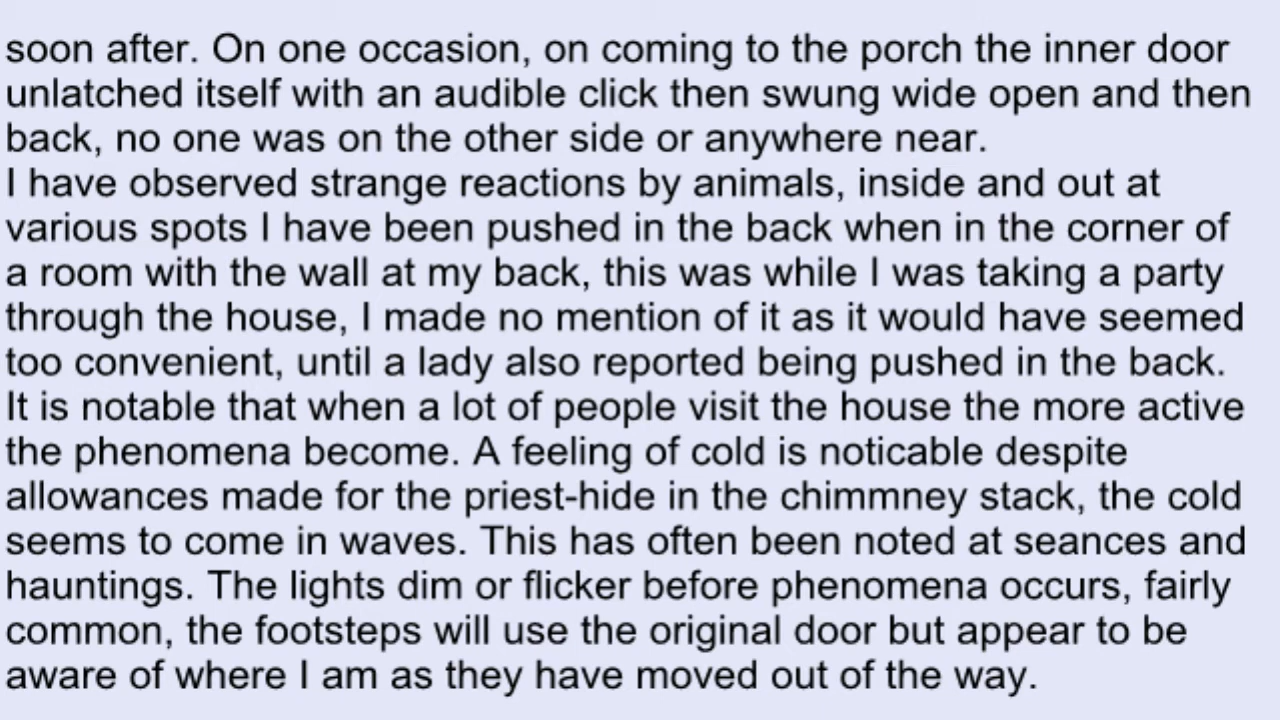 soon after. On one occasion, on coming to the porch the inner door
unlatched itself with an audible click then swung wide open and then
back, no one was on the other side or anywhere near.
I have observed strange reactions by animals, inside and out at
various spots I have been pushed in the back when in the corner of
a room with the wall at my back, this was while I was taking a party
through the house, I made no mention of it as it would have seemed
too convenient, until a lady also reported being pushed in the back.
It is notable that when a lot of people visit the house the more active
the phenomena become. A feeling of cold is noticable despite
allowances made for the priest-hide in the chimmney stack, the cold
seems to come in waves. This has often been noted at seances and
hauntings. The lights dim or flicker before phenomena occurs, fairly
common, the footsteps will use the original door but appear to be
aware of where I am as they have moved out of the way.